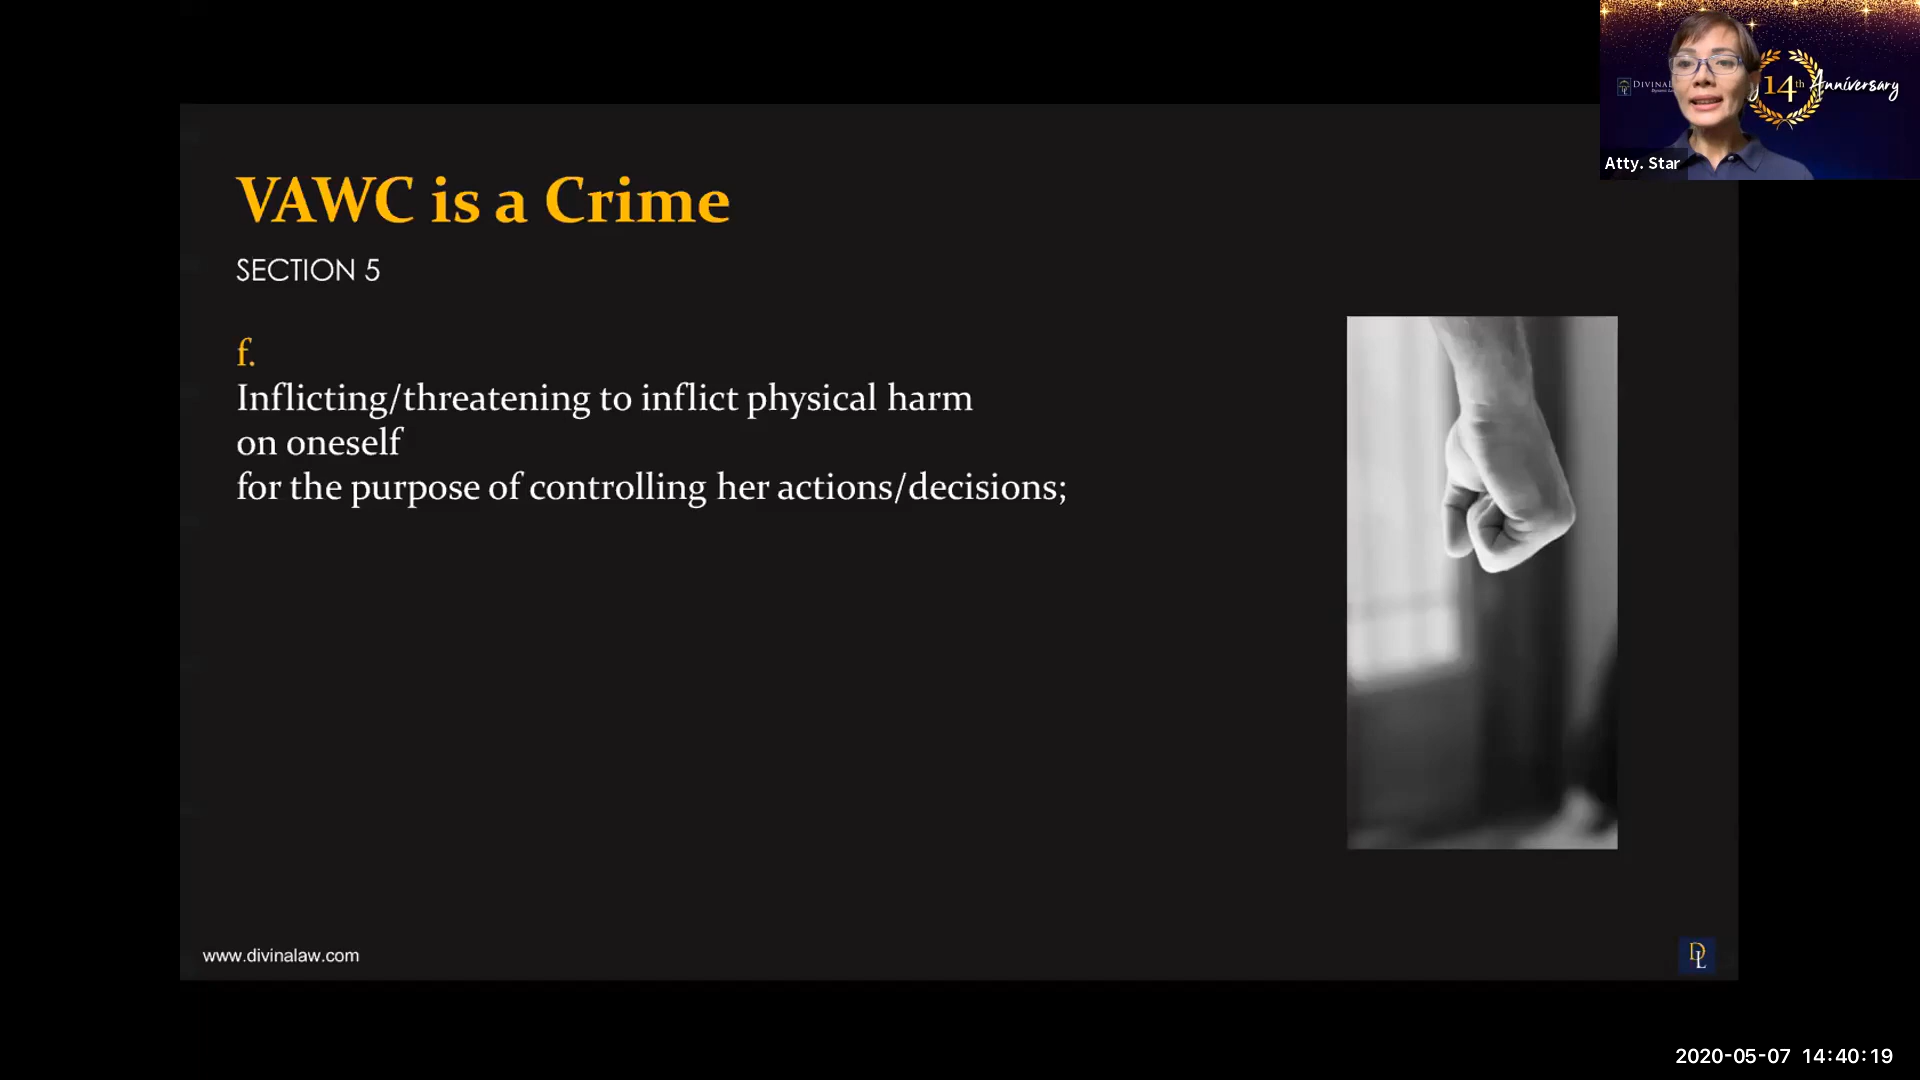 14th Anniversary
Atty. Star
VAWC is a Crime
SECTION 5
f.
Inflicting/threatening to inflict physical harm
on oneself
for the purpose of controlling her actions/decisions;
www.divinalaw.com
DL
2020-05-07 14:40:19